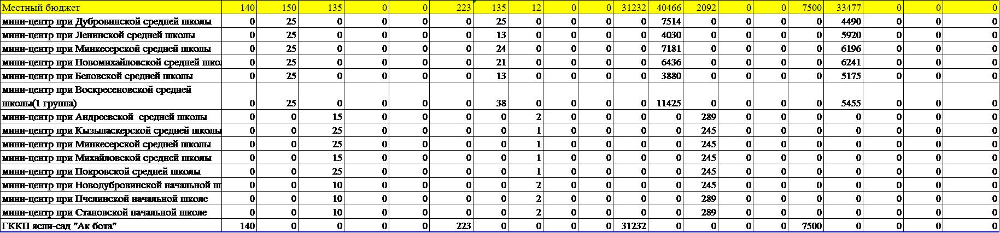 Местный бюджет 140 150 135 0 0 223 135 12 0 0 31232 40466 2092 0 0 7500 33477 0 0 0
мини-центр при Дубровинской средней школы 0 25 0 0 0 0 25 0 0 0 0 7514 0 0 0 0 4490 0 0 0
мини-центр при Ленинской средней школы 0 25 0 0 0 0 13 0 0 0 0 4030 0 0 0 0 5920 0 0 0
мини-центр при Минкесерской средней школы 0 25 0 0 0 0 24 0 0 0 0 7181 0 0 0 0 6196 0 0 0
мини-центр при Новомихайловской средней шко 0 25 0 0 0 0 21 0 0 0 0 6436 0 0 0 0 6241 0 0 0
мини-центр при Беловской средней школы 0 25 0 0 0 0 13 0 0 0 0 3880 0 0 0 0 5175 0 0 0
мини-центр при Воскресеновской средней
школы(1 группа) 0 25 0 0 0 0 38 0 0 0 0 11425 0 0 0 0 5455 0 0 0
мини-центр при Андреевской средней школы 0 0 15 0 0 0 0 2 0 0 0 0 289 0 0 0 0 0 0 0
мини-центр при Кызыласкерской средней школы 0 0 25 0 0 0 0 1 0 0 0 0 245 0 0 0 0 0 0 0
мини-центр при Минкесерской средней школы 0 0 25 0 0 0 0 1 0 0 0 0 245 0 0 0 0 0 0 0
мини-центр при Михайловской средней школы 0 0 15 0 0 0 0 1 0 0 0 0 245 0 0 0 0 0 0 0
мини-центр при Покровской средней школы 0 0 25 0 0 0 0 1 0 0 0 0 245 0 0 0 0 0 0 0
мини-центр при Новодубровинской начальной ш 0 0 10 0 0 0 0 2 0 0 0 0 245 0 0 0 0 0 0 0
мини-центр при Пчелинской начальной школе 0 0 10 0 0 0 0 2 0 0 0 0 289 0 0 0 0 0 0 0
мини-центр при Становской начальной школе 0 0 10 0 0 0 0 2 0 0 0 0 289 0 0 0 0 0 0 0
ГККП ясли-сад "Ак бота" 140 0 0 0 0 223 0 0 0 0 31232 0 0 0 0 7500 0 0 0 0